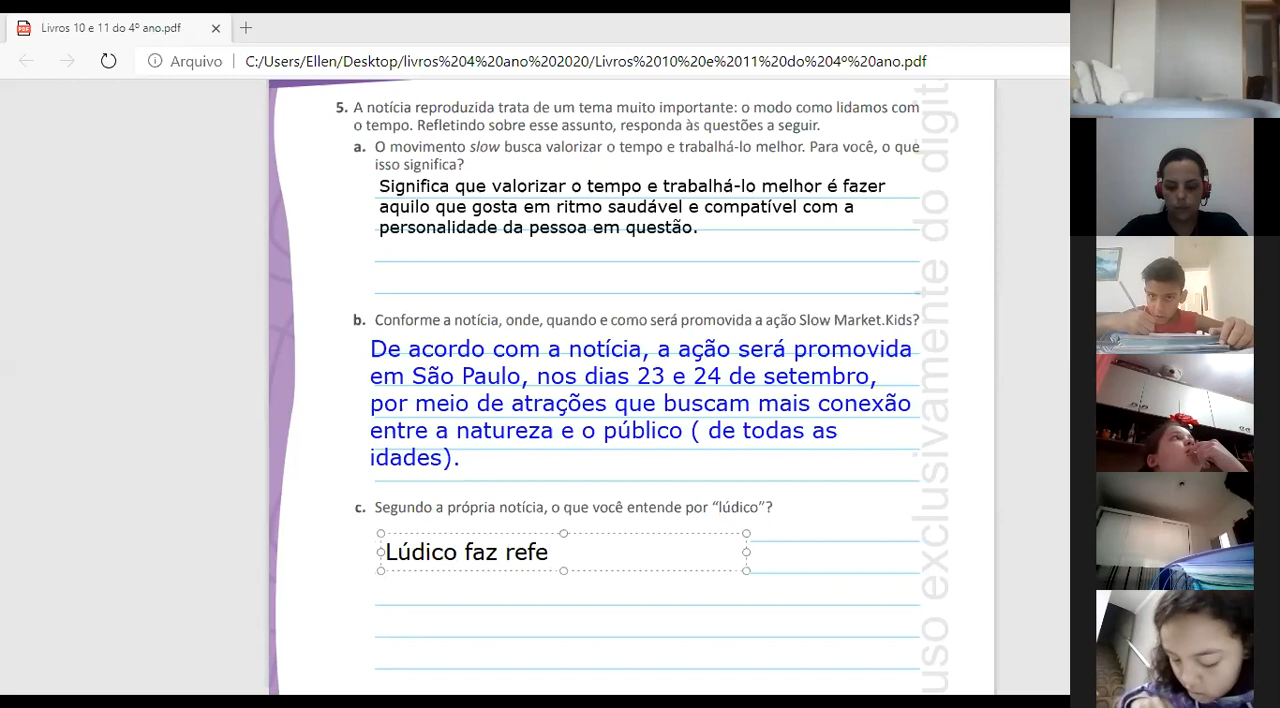 Livros 10 e 11 do 4º ano.pdf
Arquivo
C:/Users/Ellen/Desktop/livros%204%20ano%202020/Livros%2010%20e%2011%20do%204º%20ano.pdf
5. A notícia reproduzida trata de um tema muito importante: o modo como lidamos com
o tempo. Refletindo sobre esse assunto, responda às questões a seguir.
a. O movimento slow busca valorizar o tempo e trabalhá-lo melhor. Para você, o que
isso significa?
Significa que valorizar o tempo e trabalhá-lo melhor é fazer
aquilo que gosta em ritmo saudável e compatível com a
personalidade da pessoa em questão.
b. Conforme a notícia, onde, quando e como será promovida a ação Slow Market.Kids?
De acordo com a notícia, a ação será promovida
em São Paulo, nos dias 23 e 24 de setembro,
por meio de atrações que buscam mais conexão
entre a natureza e o público ( de todas as
idades).
c. Segundo a própria notícia, o que você entende por “lúdico”?
Lúdico faz refe
uso exclusivamente do digit